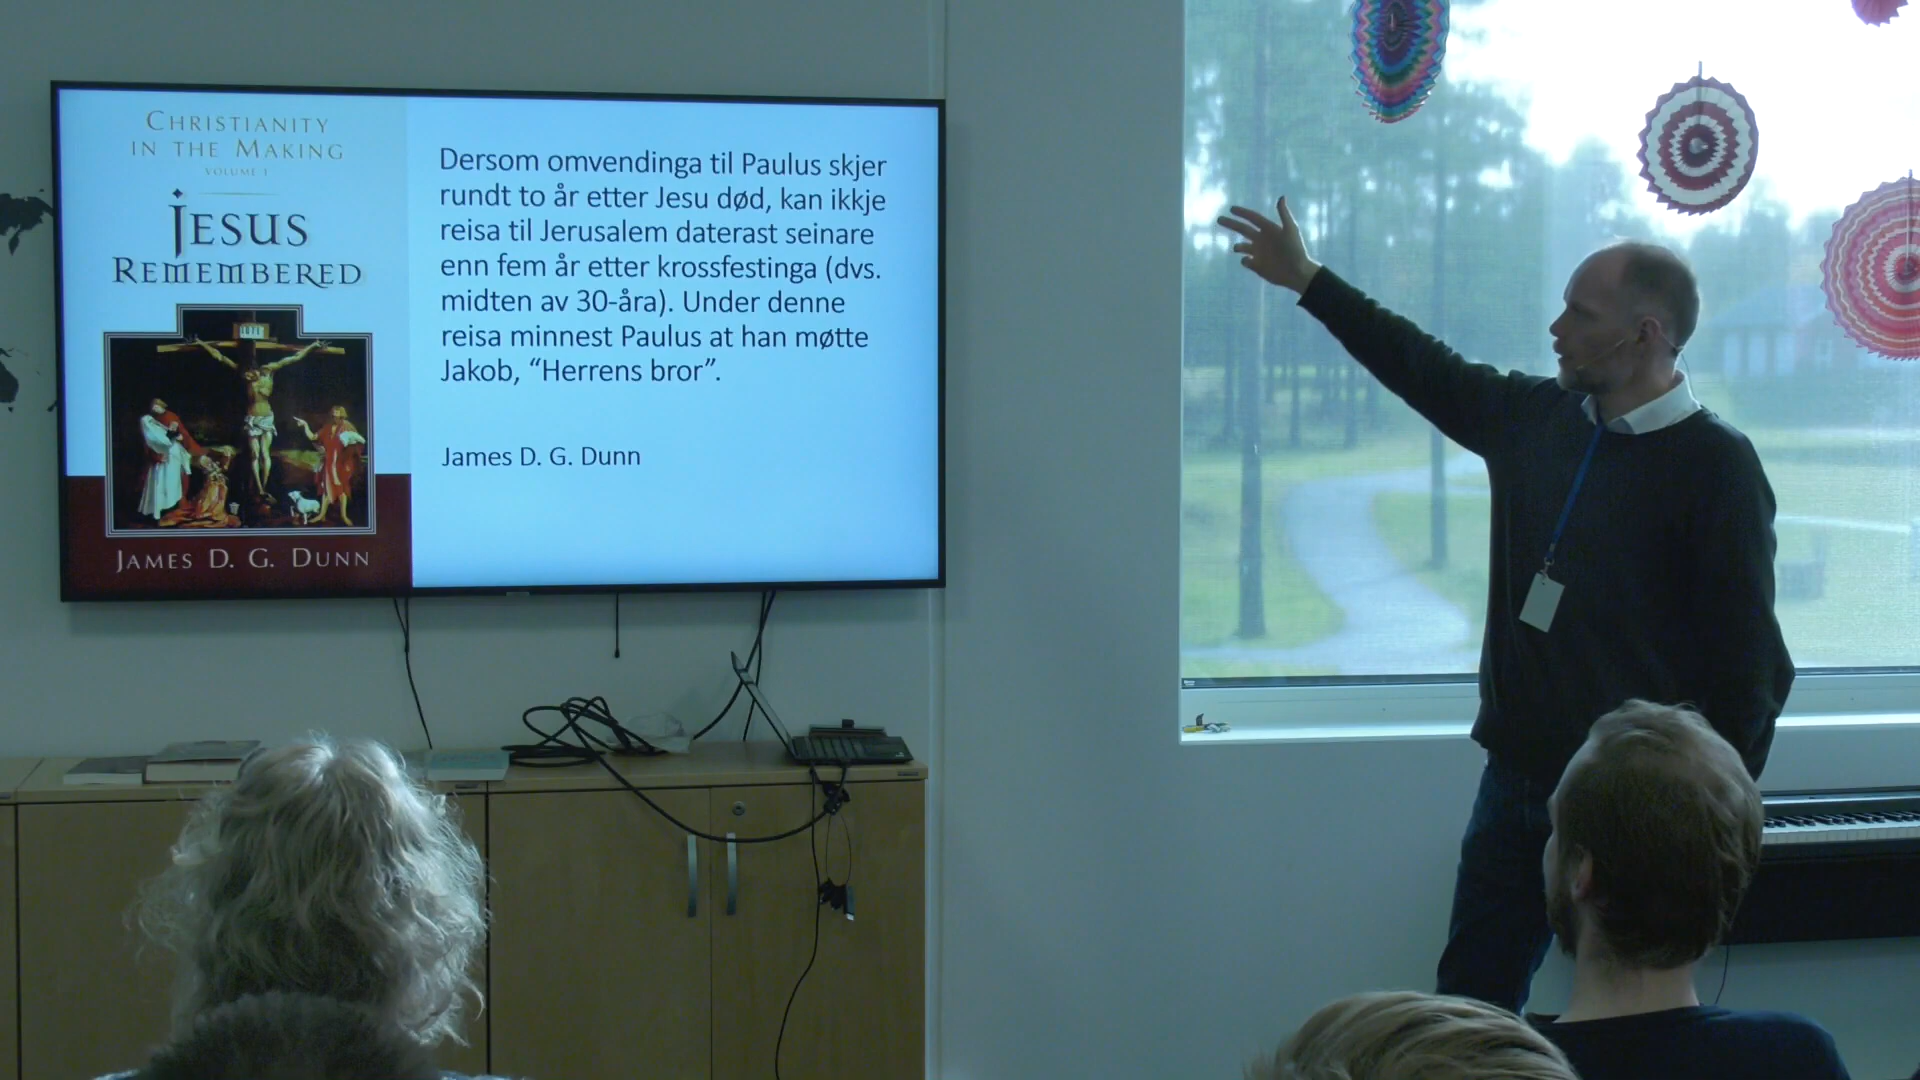 CHRISTIANITY
IN THE MAKING
VOLUME 1
JESUS
REMEMBERED
JAMES D. G. DUNN
Dersom omvendinga til Paulus skjer
rundt to år etter Jesu død, kan ikkje
reisa til Jerusalem daterast seinare
enn fem år etter krossfestinga (dvs.
midten av 30-åra). Under denne
reisa minnest Paulus at han møtte
Jakob, “Herrens bror”.
James D. G. Dunn